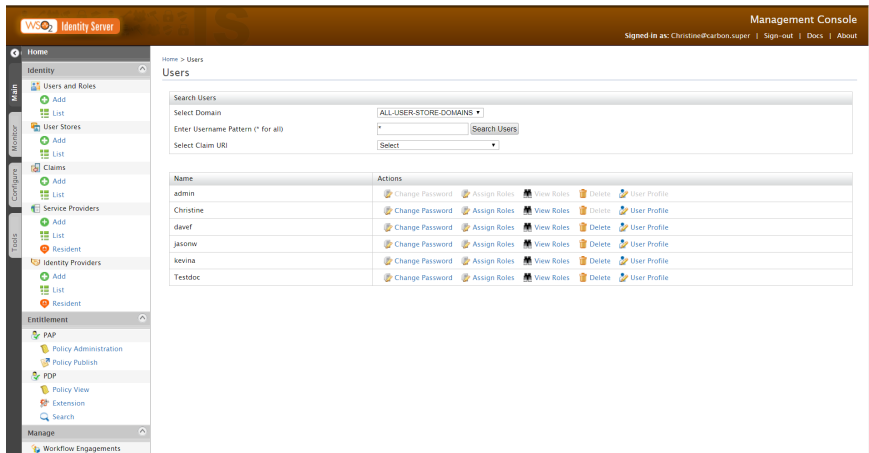 WSO2 Identity Server
Management Console
Signed-in as: Christine@carbon.super | Sign-out | Docs | About
Main
Monitor
Configure
Tools
Home
Identity
Users and Roles
Add
List
User Stores
Add
List
Claims
Add
List
Service Providers
Add
List
Resident
Identity Providers
Add
List
Resident
Entitlement
PAP
Policy Administration
Policy Publish
PDP
Policy View
Extension
Search
Manage
Workflow Engagements
Home > Users
Users
Search Users
Select Domain ALL-USER-STORE-DOMAINS
Enter Username Pattern (* for all) * Search Users
Select Claim URI Select
Name Actions
admin Change Password Assign Roles View Roles Delete User Profile
Christine Change Password Assign Roles View Roles Delete User Profile
davef Change Password Assign Roles View Roles Delete User Profile
jasonw Change Password Assign Roles View Roles Delete User Profile
kevina Change Password Assign Roles View Roles Delete User Profile
Testdoc Change Password Assign Roles View Roles Delete User Profile